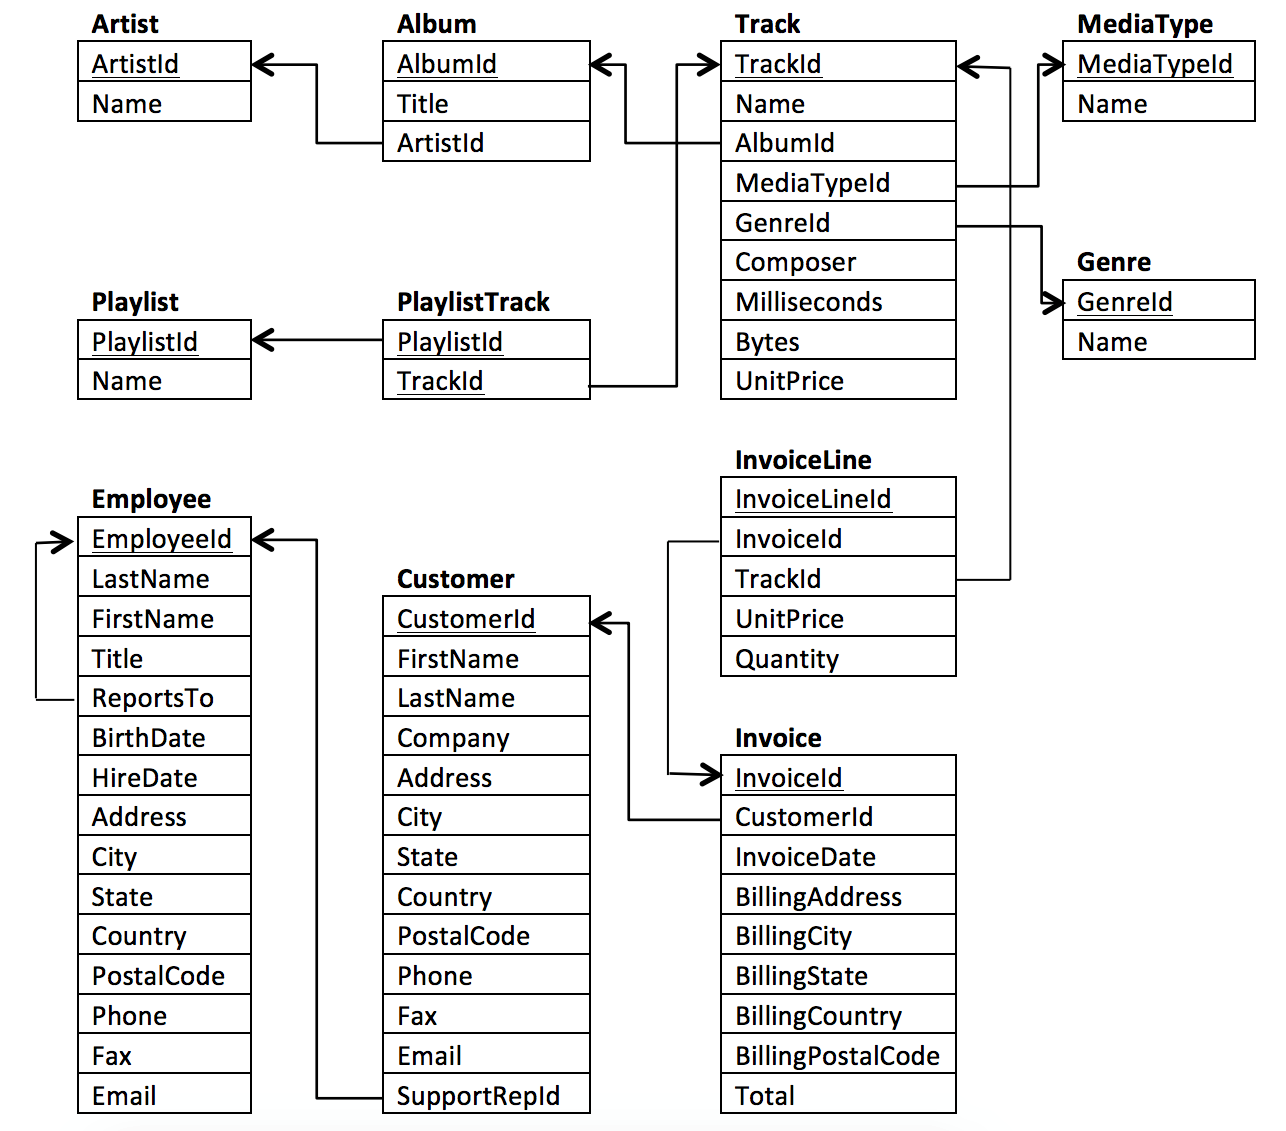 Artist
ArtistId
Name
Album
AlbumId
Title
ArtistId
Track
TrackId
Name
AlbumId
MediaTypeId
GenreId
Composer
Milliseconds
Bytes
UnitPrice
MediaType
MediaTypeId
Name
Genre
GenreId
Name
Playlist
PlaylistId
Name
PlaylistTrack
PlaylistId
TrackId
Employee
EmployeeId
LastName
FirstName
Title
ReportsTo
BirthDate
HireDate
Address
City
State
Country
PostalCode
Phone
Fax
Email
Customer
CustomerId
FirstName
LastName
Company
Address
City
State
Country
PostalCode
Phone
Fax
Email
SupportRepId
InvoiceLine
InvoiceLineId
InvoiceId
TrackId
UnitPrice
Quantity
Invoice
InvoiceId
CustomerId
InvoiceDate
BillingAddress
BillingCity
BillingState
BillingCountry
BillingPostalCode
Total